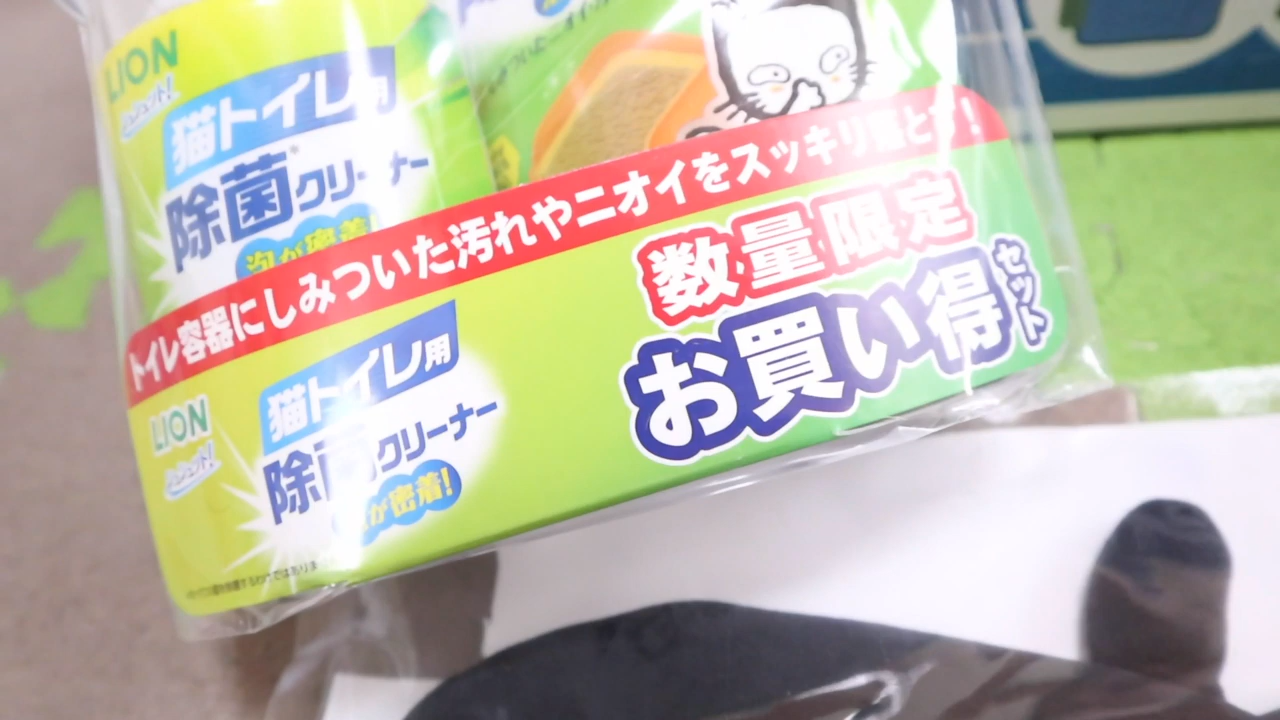 LION
猫トイレ用
除菌クリーナー
泡が密着!
トイレ容器にしみついた汚れやニオイをスッキリ落とす!
数量限定
お買い得
セット
LION
猫トイレ用
除菌クリーナー
が密着!